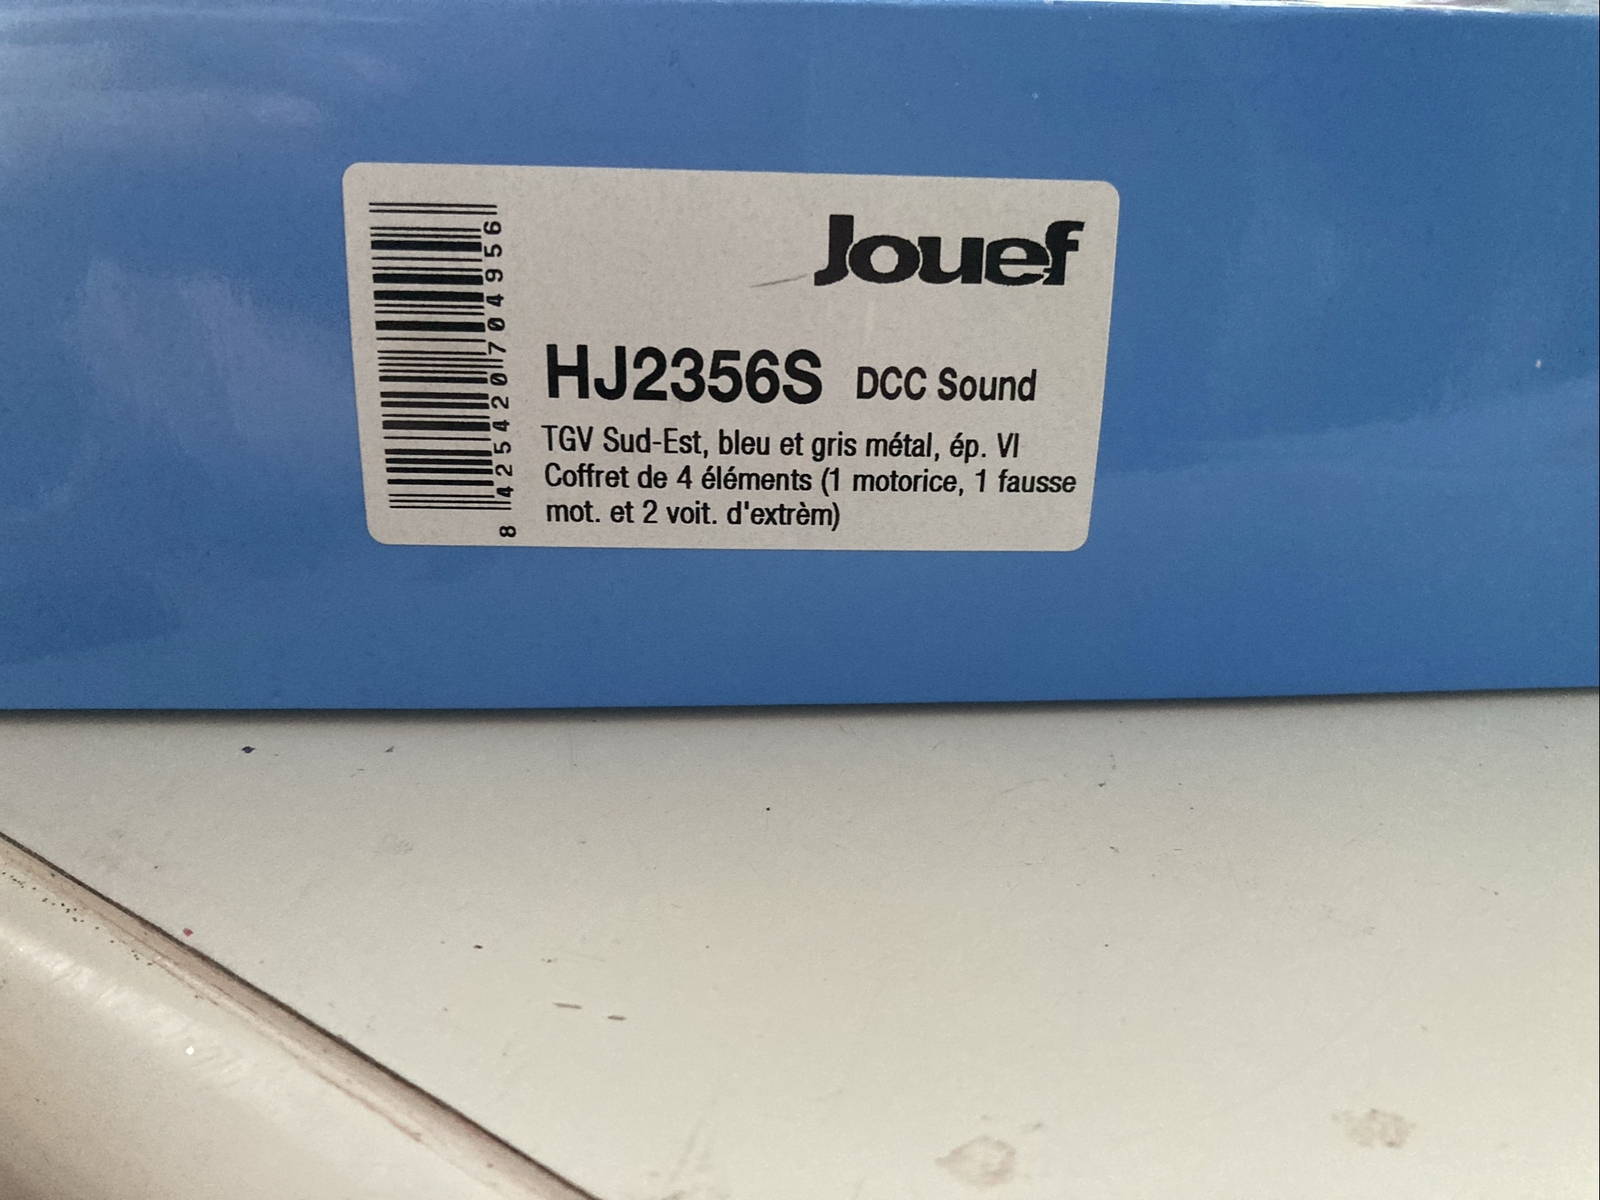 Jouef
HJ2356S DCC Sound
TGV Sud-Est, bleu et gris métal, ép. VI
Coffret de 4 éléments (1 motorice, 1 fausse
mot. et 2 voit. d'extrèm)
8 425420 704956